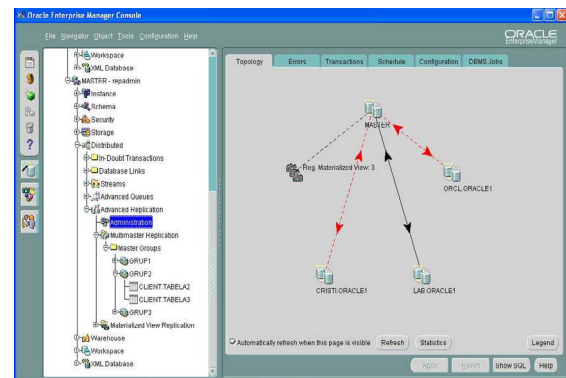 Oracle Enterprise Manager Console
File Navigator Object Tools Configuration Help
ORACLE
EnterpriseManager
Workspace
XML Database
MASTER - repadmin
Instance
Schema
Security
Storage
Distributed
In-Doubt Transactions
Database Links
Streams
Advanced Queues
Advanced Replication
Administration
Multimaster Replication
Master Groups
GRUP1
GRUP2
CLIENT.TABELA2
CLIENT.TABELA3
GRUP3
Materialized View Replication
Warehouse
Workspace
XML Database
Topology Errors Transactions Schedule Configuration DBMS Jobs
MASTER
Reg. Materialized View: 3
ORCL.ORACLE1
CRISTI.ORACLE1
LAB.ORACLE1
Automatically refresh when this page is visible Refresh Statistics Legend
Apply Revert Show SQL Help